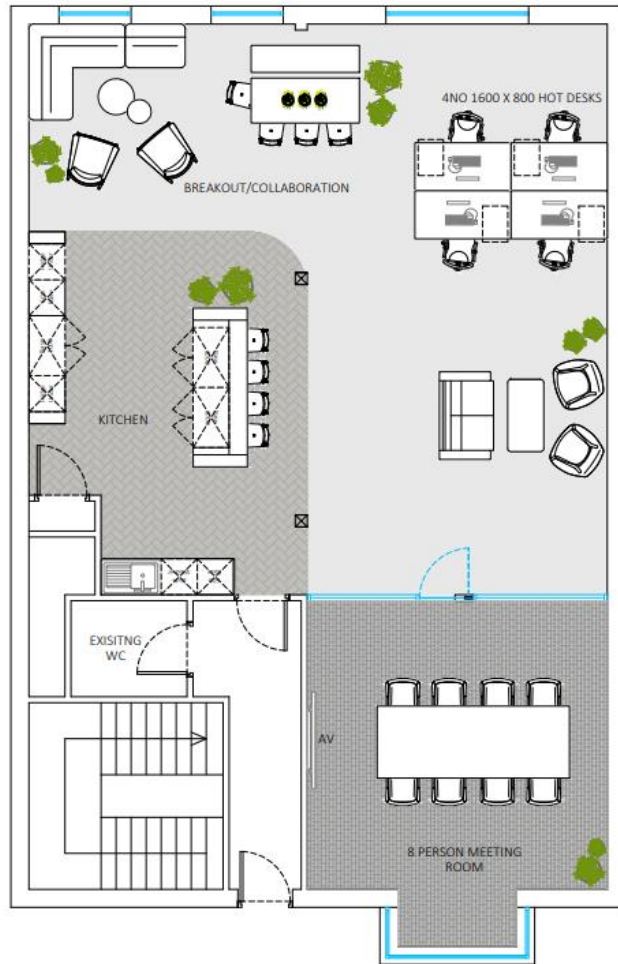 4NO 1600 X 800 HOT DESKS
BREAKOUT/COLLABORATION
KITCHEN
EXISITNG
WC
AV
8 PERSON MEETING
ROOM